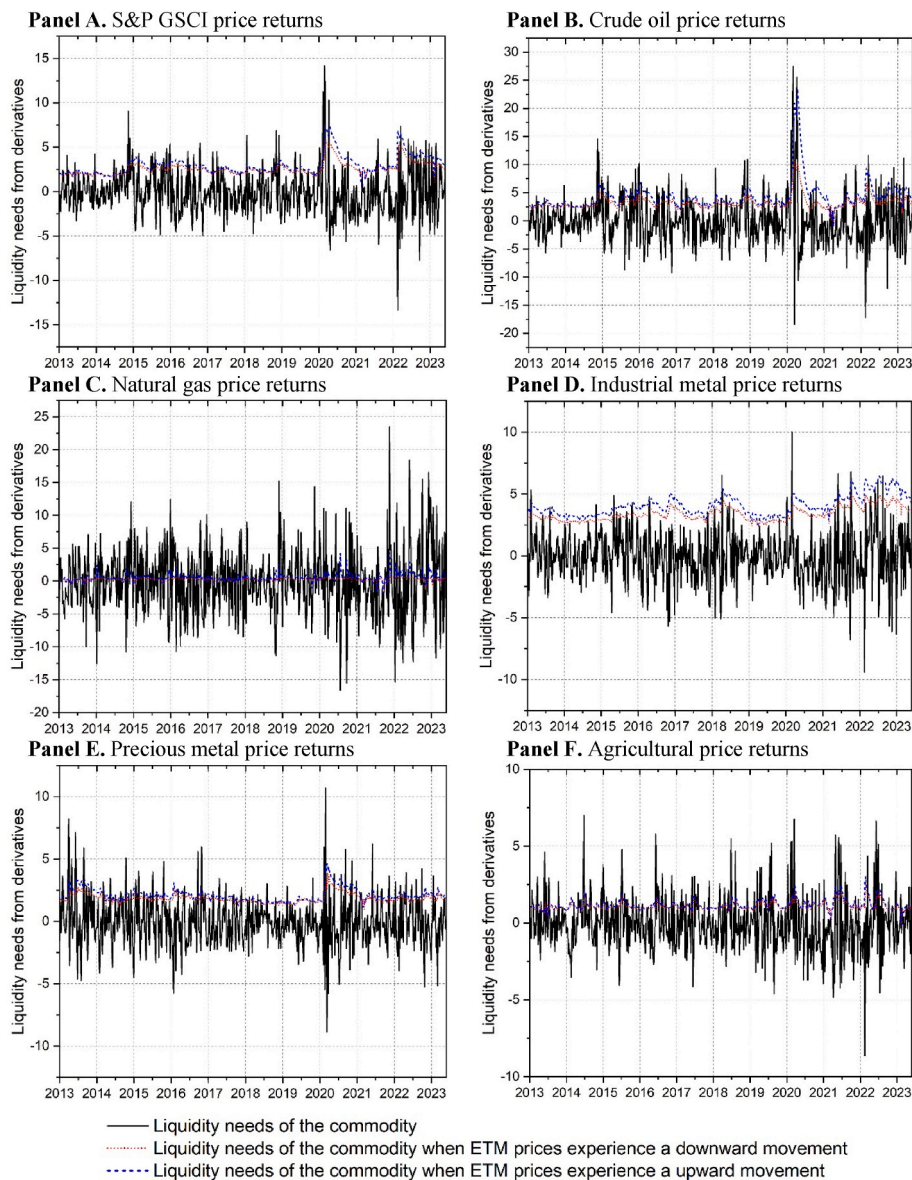 Panel A. S&P GSCI price returns
Liquidity needs from derivatives
15
10
5
0
-5
-10
-15
2013 2014 2015 2016 2017 2018 2019 2020 2021 2022 2023
Panel B. Crude oil price returns
Liquidity needs from derivatives
30
25
20
15
10
5
0
-5
-10
-15
-20
2013 2014 2015 2016 2017 2018 2019 2020 2021 2022 2023
Panel C. Natural gas price returns
Liquidity needs from derivatives
25
20
15
10
5
0
-5
-10
-15
-20
2013 2014 2015 2016 2017 2018 2019 2020 2021 2022 2023
Panel D. Industrial metal price returns
Liquidity needs from derivatives
10
5
0
-5
-10
2013 2014 2015 2016 2017 2018 2019 2020 2021 2022 2023
Panel E. Precious metal price returns
Liquidity needs from derivatives
10
5
0
-5
-10
2013 2014 2015 2016 2017 2018 2019 2020 2021 2022 2023
Panel F. Agricultural price returns
Liquidity needs from derivatives
10
5
0
-5
-10
2013 2014 2015 2016 2017 2018 2019 2020 2021 2022 2023
Liquidity needs of the commodity
Liquidity needs of the commodity when ETM prices experience a downward movement
Liquidity needs of the commodity when ETM prices experience a upward movement